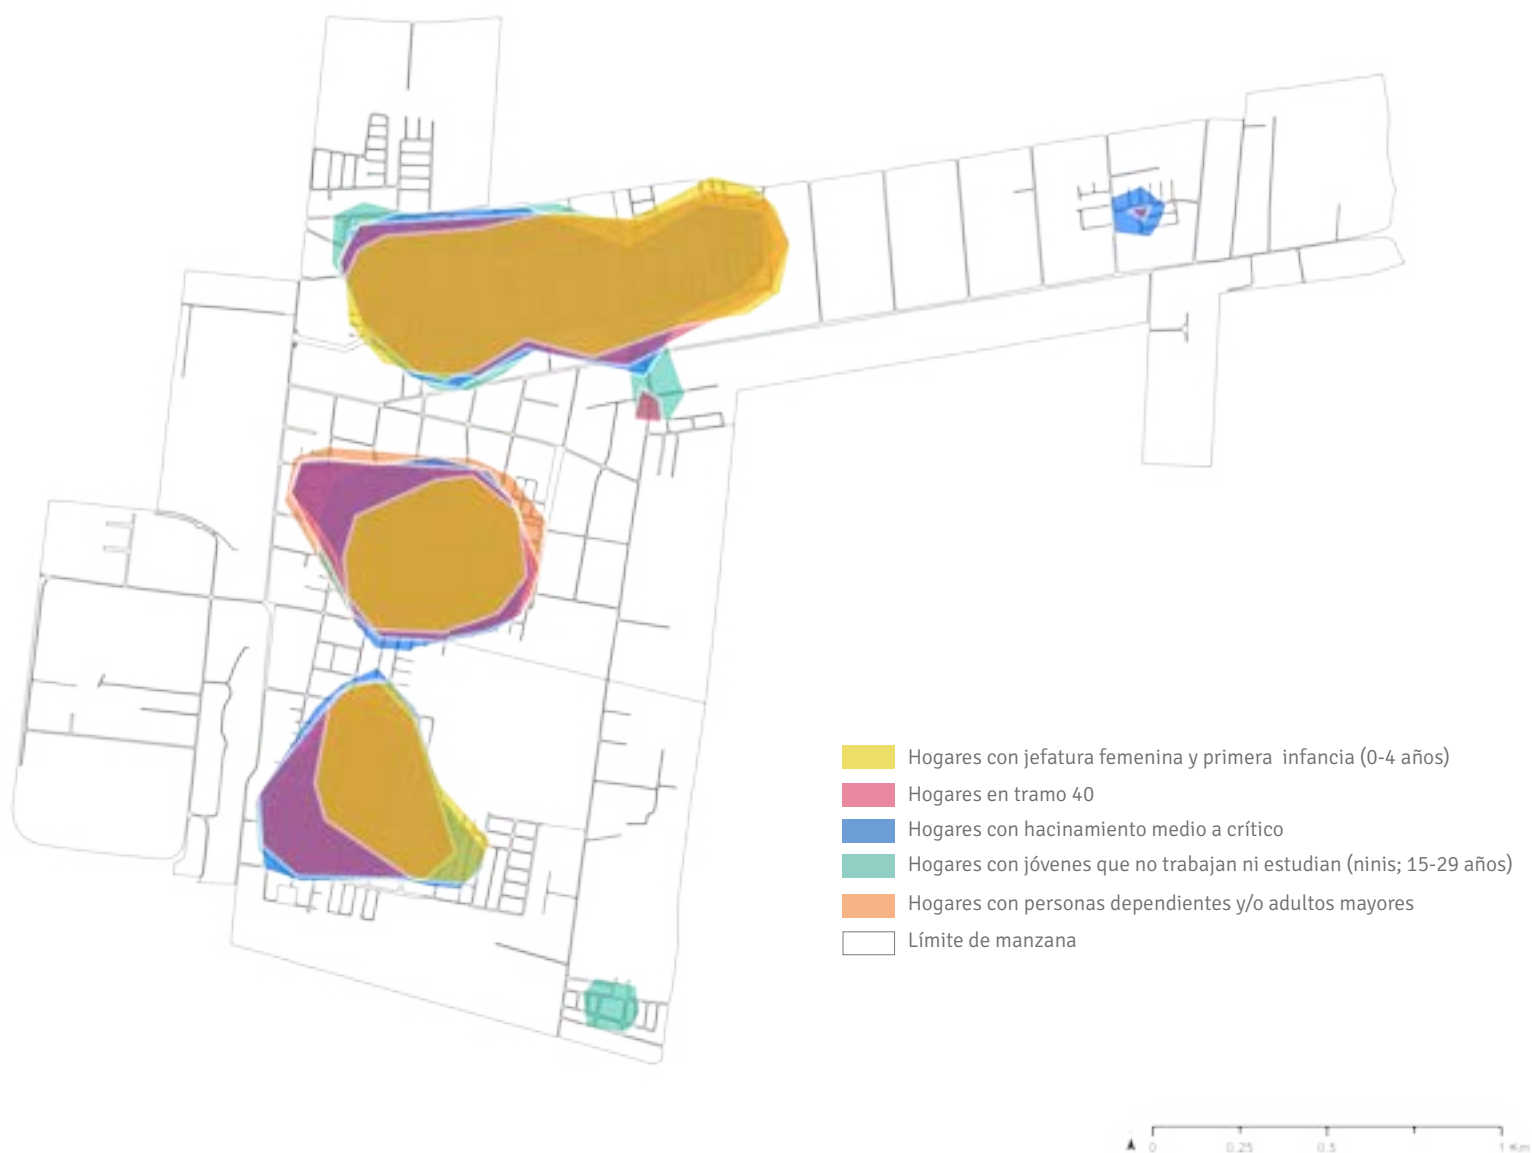 Hogares con jefatura femenina y primera infancia (0-4 años)
Hogares en tramo 40
Hogares con hacinamiento medio a crítico
Hogares con jóvenes que no trabajan ni estudian (ninis; 15-29 años)
Hogares con personas dependientes y/o adultos mayores
Límite de manzana
0 0.25 0.5 1 Km